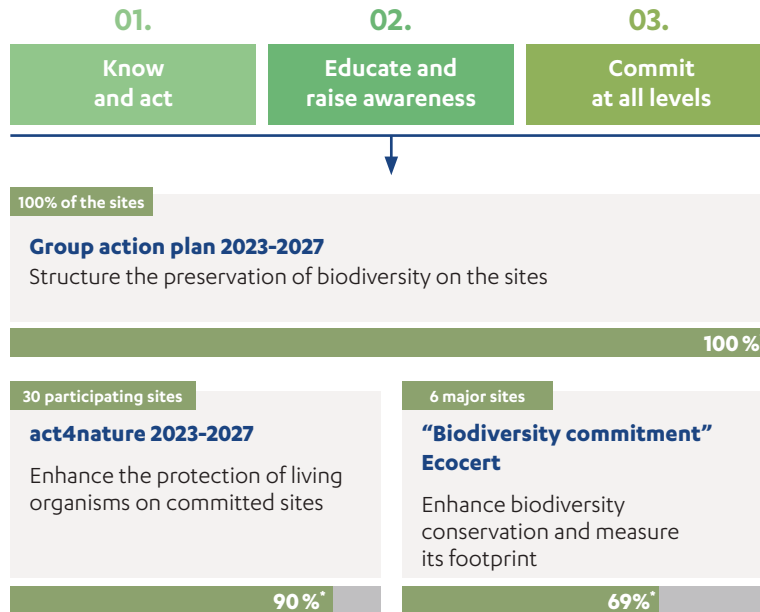 01.
Know
and act
02.
Educate and
raise awareness
03.
Commit
at all levels
100% of the sites
Group action plan 2023-2027
Structure the preservation of biodiversity on the sites
100 %
30 participating sites
act4nature 2023-2027
Enhance the protection of living
organisms on committed sites
90 %*
6 major sites
“Biodiversity commitment”
Ecocert
Enhance biodiversity
conservation and measure
its footprint
69%*